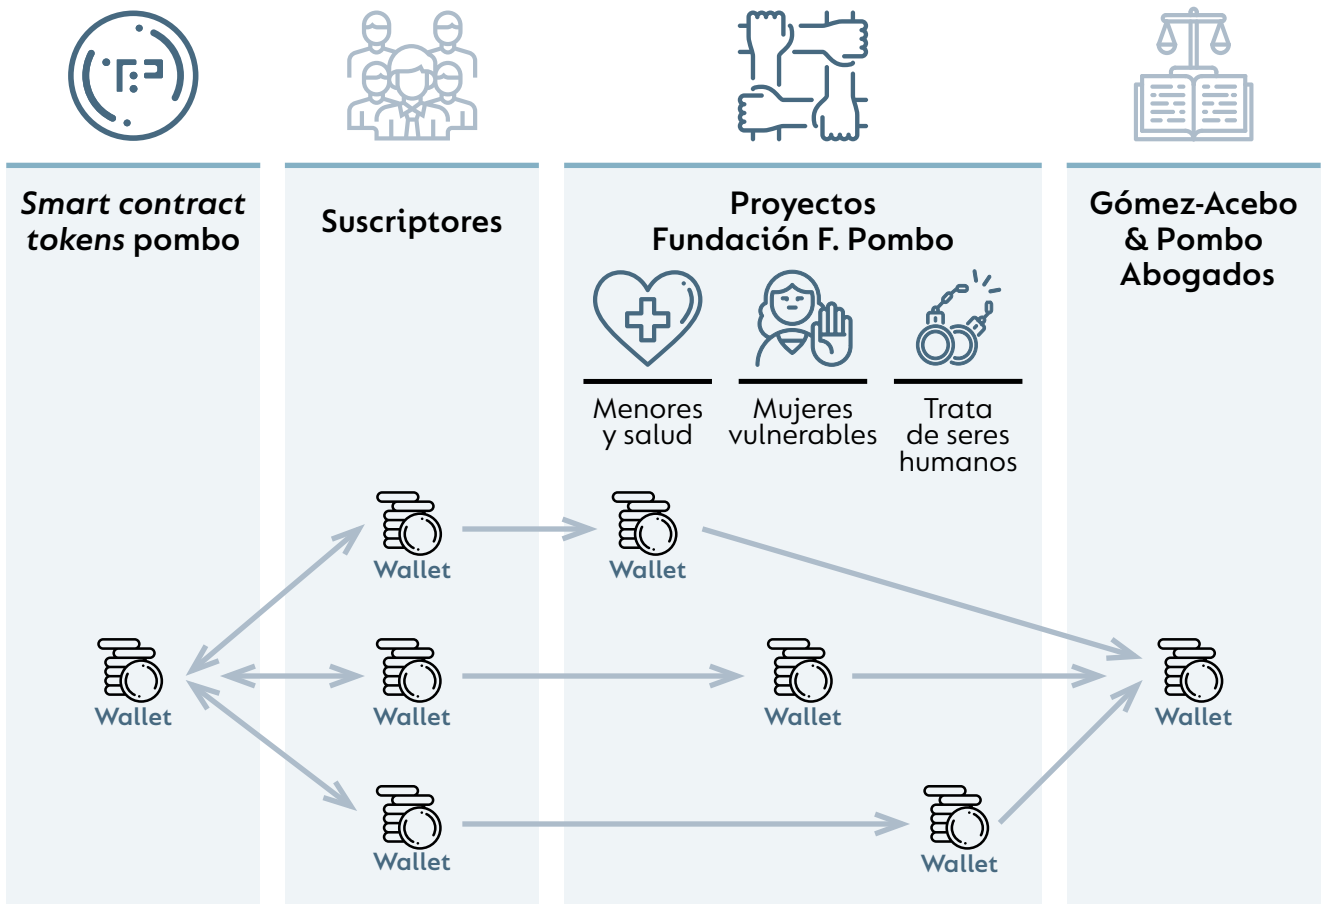 Smart contract
tokens pombo
Suscriptores
Proyectos
Fundación F. Pombo
Gómez-Acebo
& Pombo
Abogados
Menores
y salud
Mujeres
vulnerables
Trata
de seres
humanos
Wallet
Wallet
Wallet
Wallet
Wallet
Wallet
Wallet
Wallet